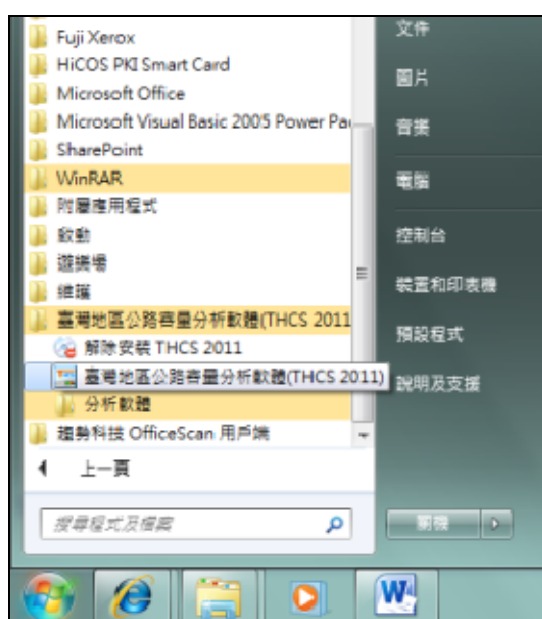 Fuji Xerox
HiCOS PKI Smart Card
Microsoft Office
Microsoft Visual Basic 2005 Power Pa
SharePoint
WinRAR
附屬應用程式
啟動
遊樂場
維護
臺灣地區公路容量分析軟體(THCS 2011
解除安裝 THCS 2011
臺灣地區公路容量分析軟體(THCS 2011)
分析軟體
趨勢科技 OfficeScan 用戶端
上一頁
搜尋程式及檔案
文件
圖片
音樂
電腦
控制台
裝置和印表機
預設程式
說明及支援
關機
W